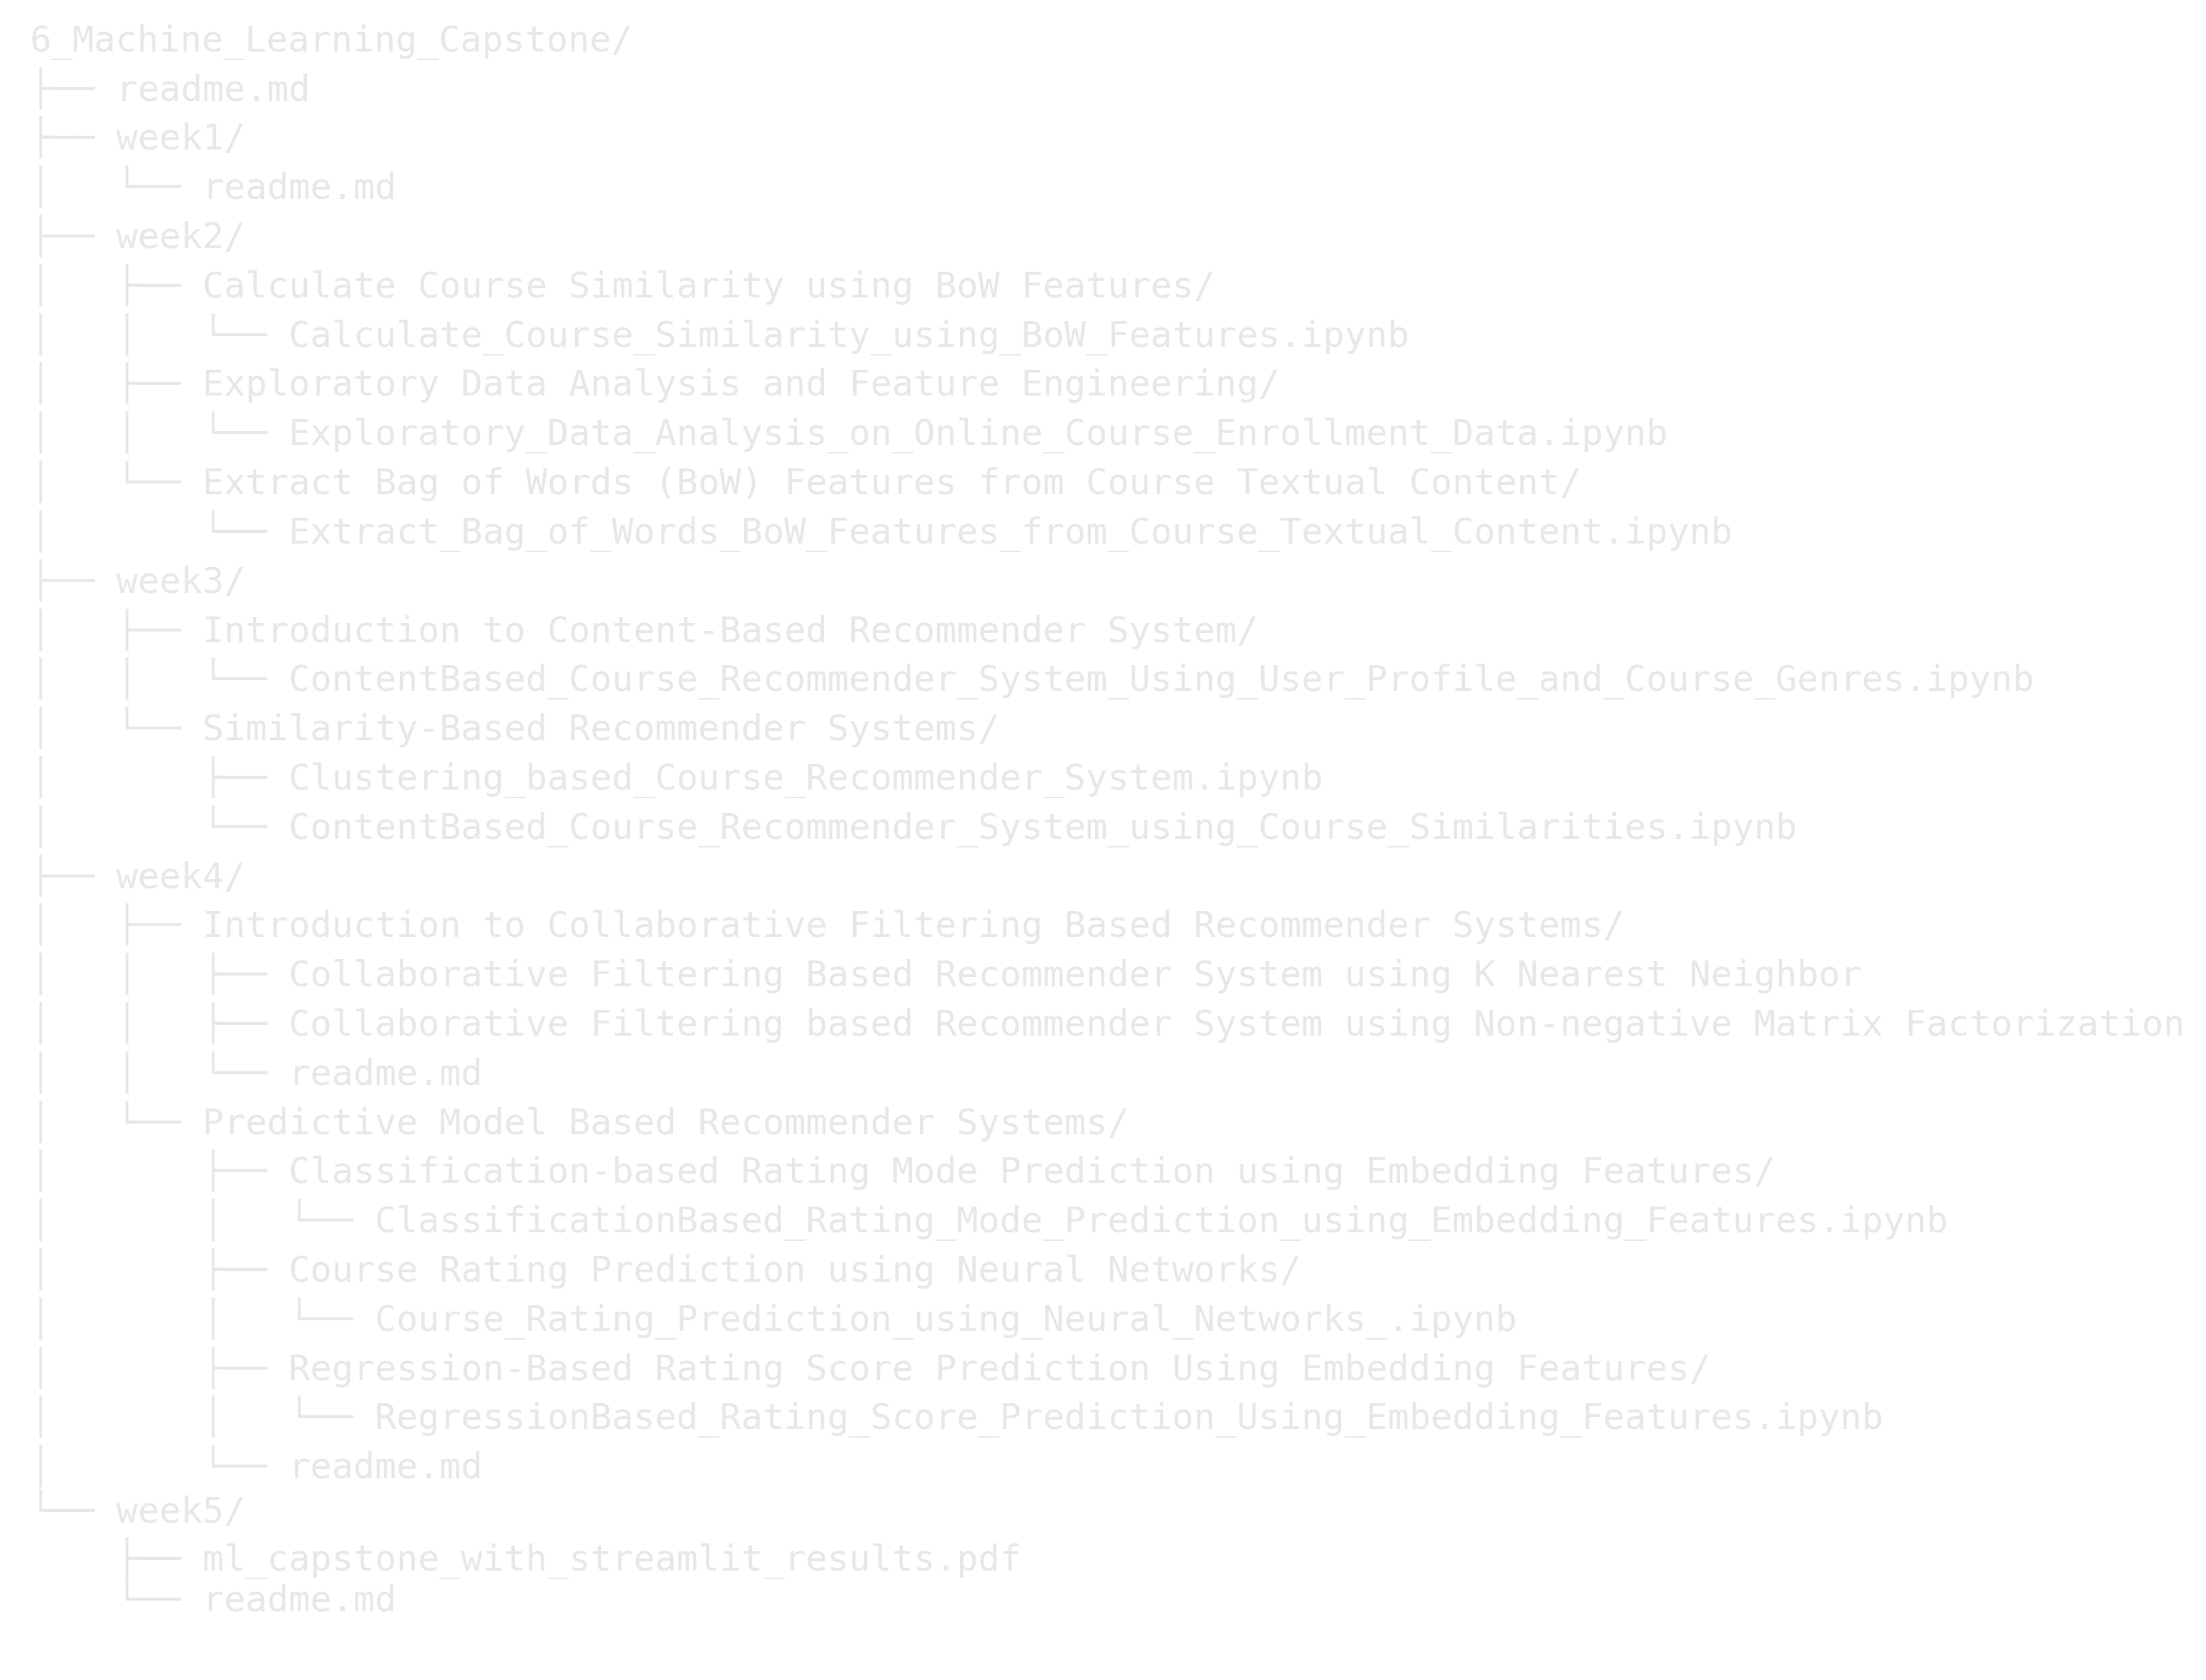 6_Machine_Learning_Capstone/
├── readme.md
├── week1/
│   └── readme.md
├── week2/
│   ├── Calculate Course Similarity using BoW Features/
│   │   └── Calculate_Course_Similarity_using_BoW_Features.ipynb
│   ├── Exploratory Data Analysis and Feature Engineering/
│   │   └── Exploratory_Data_Analysis_on_Online_Course_Enrollment_Data.ipynb
│   └── Extract Bag of Words (BoW) Features from Course Textual Content/
│       └── Extract_Bag_of_Words_BoW_Features_from_Course_Textual_Content.ipynb
├── week3/
│   ├── Introduction to Content-Based Recommender System/
│   │   └── ContentBased_Course_Recommender_System_Using_User_Profile_and_Course_Genres.ipynb
│   └── Similarity-Based Recommender Systems/
│       ├── Clustering_based_Course_Recommender_System.ipynb
│       └── ContentBased_Course_Recommender_System_using_Course_Similarities.ipynb
├── week4/
│   ├── Introduction to Collaborative Filtering Based Recommender Systems/
│   │   ├── Collaborative Filtering Based Recommender System using K Nearest Neighbor
│   │   ├── Collaborative Filtering based Recommender System using Non-negative Matrix Factorization
│   │   └── readme.md
│   └── Predictive Model Based Recommender Systems/
│       ├── Classification-based Rating Mode Prediction using Embedding Features/
│       │   └── ClassificationBased_Rating_Mode_Prediction_using_Embedding_Features.ipynb
│       ├── Course Rating Prediction using Neural Networks/
│       │   └── Course_Rating_Prediction_using_Neural_Networks_.ipynb
│       ├── Regression-Based Rating Score Prediction Using Embedding Features/
│       │   └── RegressionBased_Rating_Score_Prediction_Using_Embedding_Features.ipynb
│       └── readme.md
└── week5/
    ├── ml_capstone_with_streamlit_results.pdf
    └── readme.md